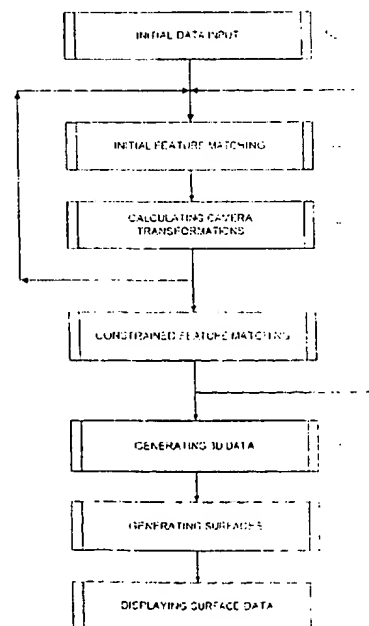 INITIAL DATA INPUT
INITIAL FEATURE MATCHING
CALCULATING CAMERA
TRANSFORMATIONS
CONSTRAINED FEATURE MATCHING
GENERATING 3D DATA
GENERATING SURFACES
DISPLAYING SURFACE DATA